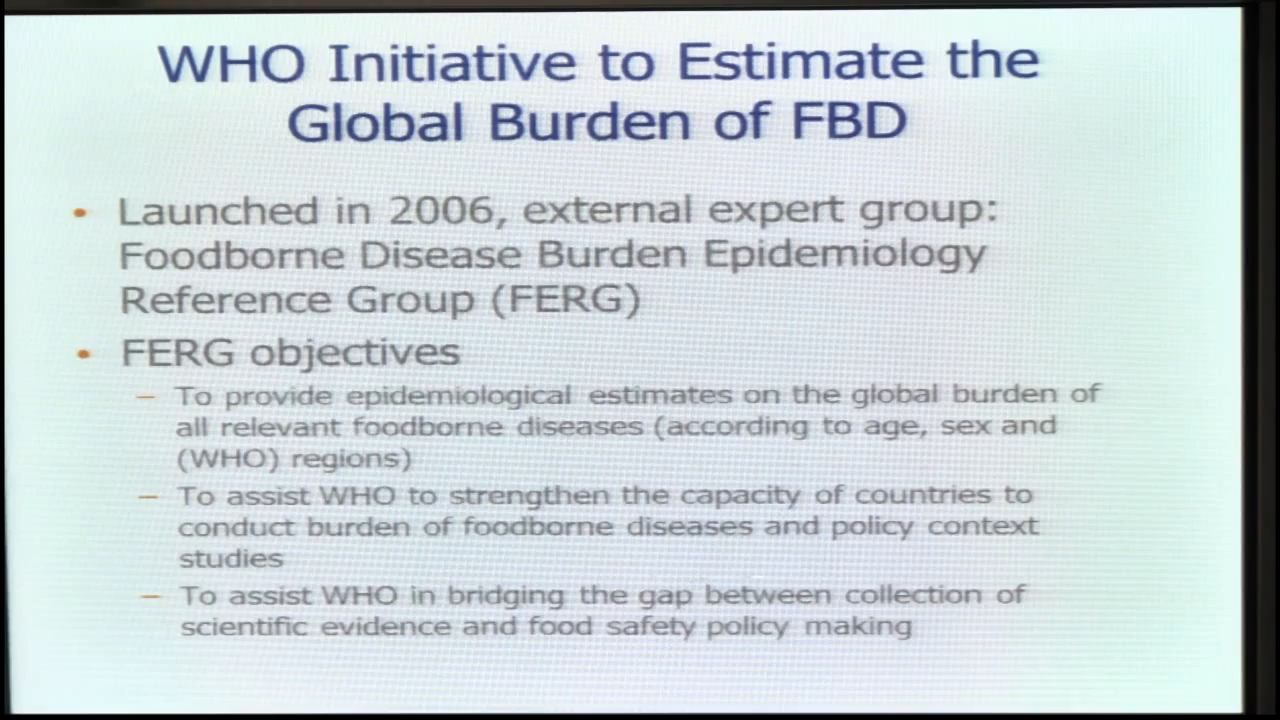 WHO Initiative to Estimate the
Global Burden of FBD
• Launched in 2006, external expert group:
Foodborne Disease Burden Epidemiology
Reference Group (FERG)
• FERG objectives
– To provide epidemiological estimates on the global burden of
all relevant foodborne diseases (according to age, sex and
(WHO) regions)
– To assist WHO to strengthen the capacity of countries to
conduct burden of foodborne diseases and policy context
studies
– To assist WHO in bridging the gap between collection of
scientific evidence and food safety policy making